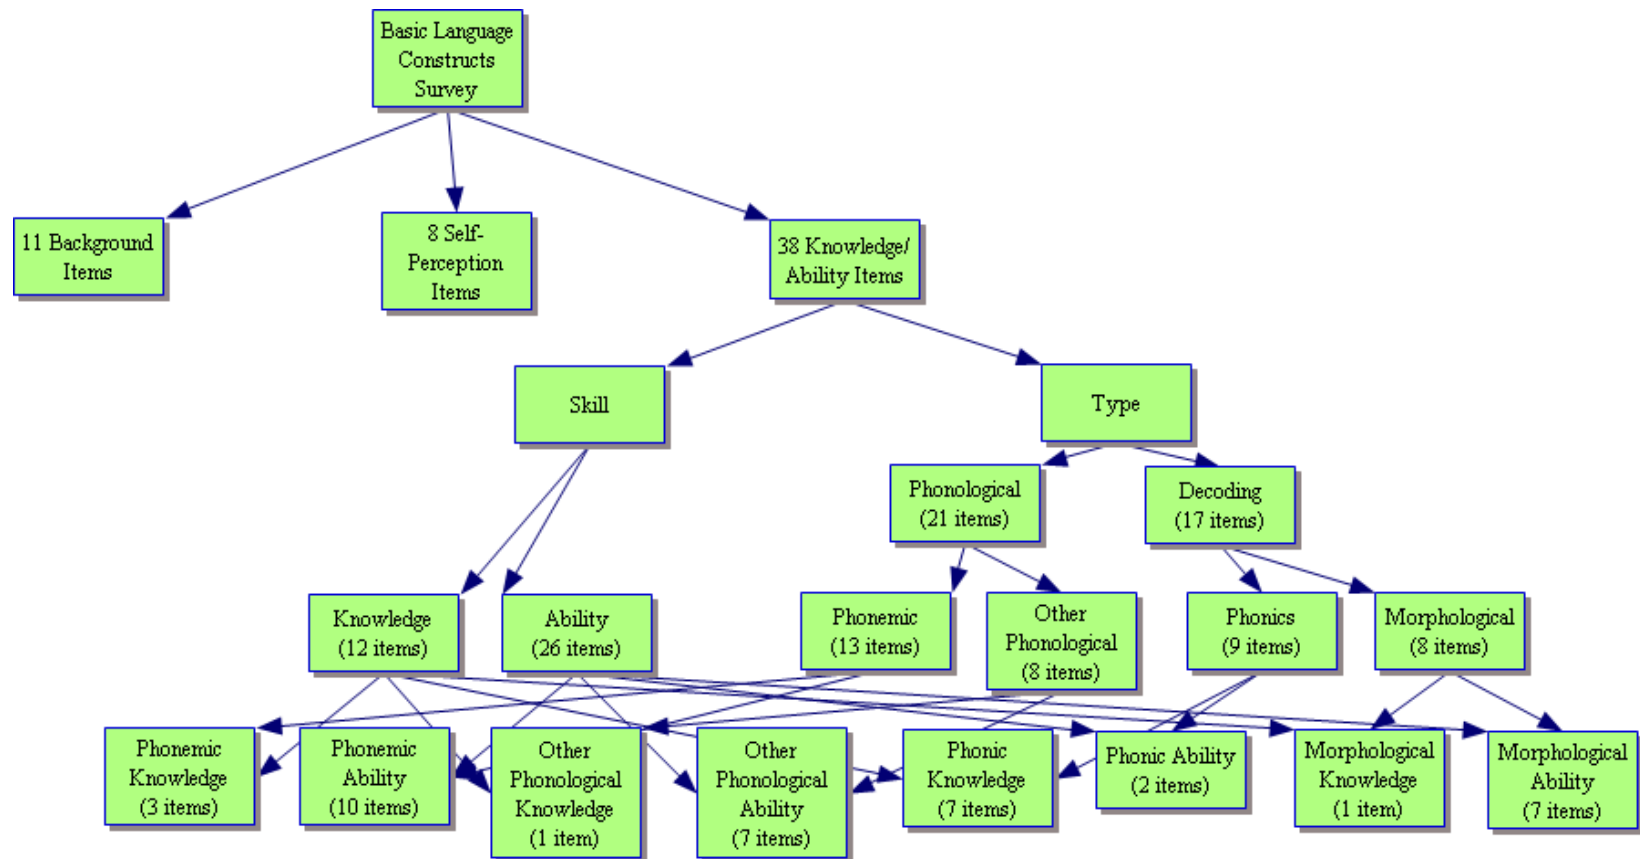 Basic Language
Constructs
Survey
11 Background
Items
8 Self-
Perception
Items
38 Knowledge/
Ability Items
Skill
Type
Phonological
(21 items)
Decoding
(17 items)
Knowledge
(12 items)
Ability
(26 items)
Phonemic
(13 items)
Other
Phonological
(8 items)
Phonics
(9 items)
Morphological
(8 items)
Phonemic
Knowledge
(3 items)
Phonemic
Ability
(10 items)
Other
Phonological
Knowledge
(1 item)
Other
Phonological
Ability
(7 items)
Phonic
Knowledge
(7 items)
Phonic Ability
(2 items)
Morphological
Knowledge
(1 item)
Morphological
Ability
(7 items)